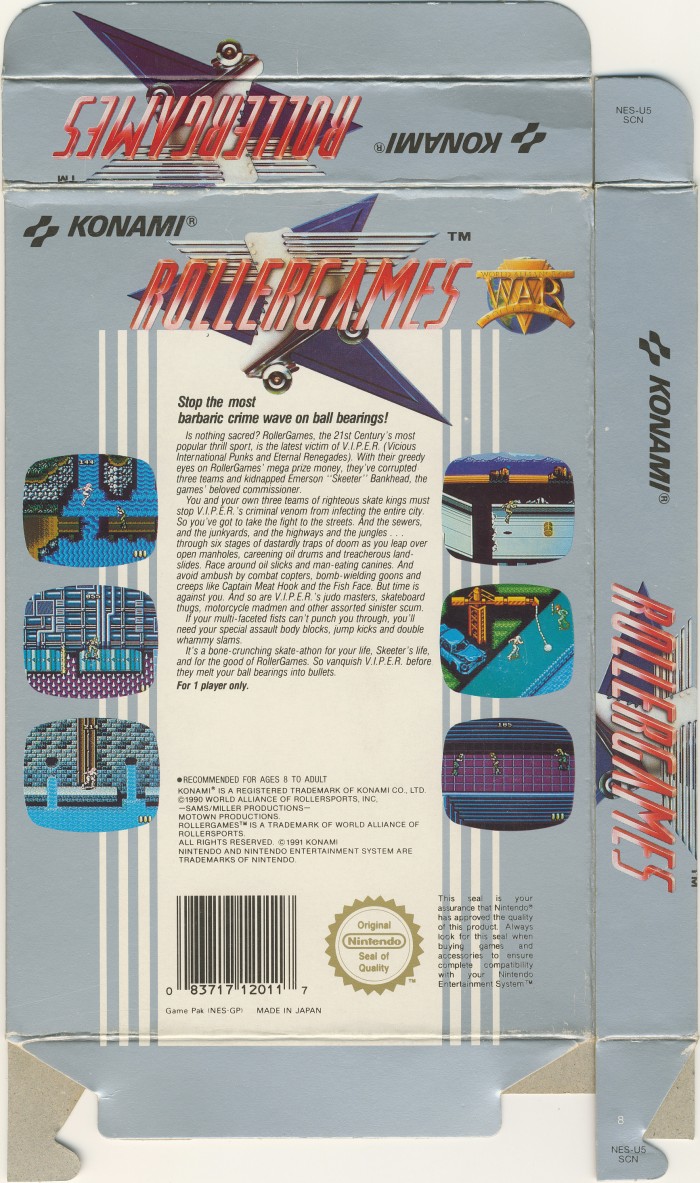 ROLLERGAMES
TM
KONAMI®
NES-U5
SCN
KONAMI®
TM
ROLLERGAMES
WORLD ALLIANCE OF
WAR
Stop the most
barbaric crime wave on ball bearings!
Is nothing sacred? RollerGames, the 21st Century's most
popular thrill sport, is the latest victim of V.I.P.E.R. (Vicious
International Punks and Eternal Renegades). With their greedy
eyes on RollerGames' mega prize money, they've corrupted
three teams and kidnapped Emerson "Skeeter" Bankhead, the
games' beloved commissioner.
You and your own three teams of righteous skate kings must
stop V.I.P.E.R.'s criminal venom from infecting the entire city.
So you've got to take the fight to the streets. And the sewers,
and the junkyards, and the highways and the jungles . . .
through six stages of dastardly traps of doom as you leap over
open manholes, careening oil drums and treacherous land-
slides. Race around oil slicks and man-eating canines. And
avoid ambush by combat copters, bomb-wielding goons and
creeps like Captain Meat Hook and the Fish Face. But time is
against you. And so are V.I.P.E.R.'s judo masters, skateboard
thugs, motorcycle madmen and other assorted sinister scum.
If your multi-faceted fists can't punch you through, you'll
need your special assault body blocks, jump kicks and double
whammy slams.
It's a bone-crunching skate-athon for your life, Skeeter's life,
and for the good of RollerGames. So vanquish V.I.P.E.R. before
they melt your ball bearings into bullets.
For 1 player only.
●RECOMMENDED FOR AGES 8 TO ADULT
KONAMI® IS A REGISTERED TRADEMARK OF KONAMI CO., LTD.
©1990 WORLD ALLIANCE OF ROLLERSPORTS, INC,
—SAMS/MILLER PRODUCTIONS—
MOTOWN PRODUCTIONS.
ROLLERGAMES™ IS A TRADEMARK OF WORLD ALLIANCE OF
ROLLERSPORTS.
ALL RIGHTS RESERVED. ©1991 KONAMI
NINTENDO AND NINTENDO ENTERTAINMENT SYSTEM ARE
TRADEMARKS OF NINTENDO.
0 83717 12011 7
Game Pak (NES-GP) MADE IN JAPAN
Original
Nintendo
Seal of
Quality
TM
This seal is your
assurance that Nintendo®
has approved the quality
of this product. Always
look for this seal when
buying games and
accessories to ensure
complete compatibility
with your Nintendo
Entertainment System™
KONAMI®
ROLLERGAMES
TM
8
NES-U5
SCN